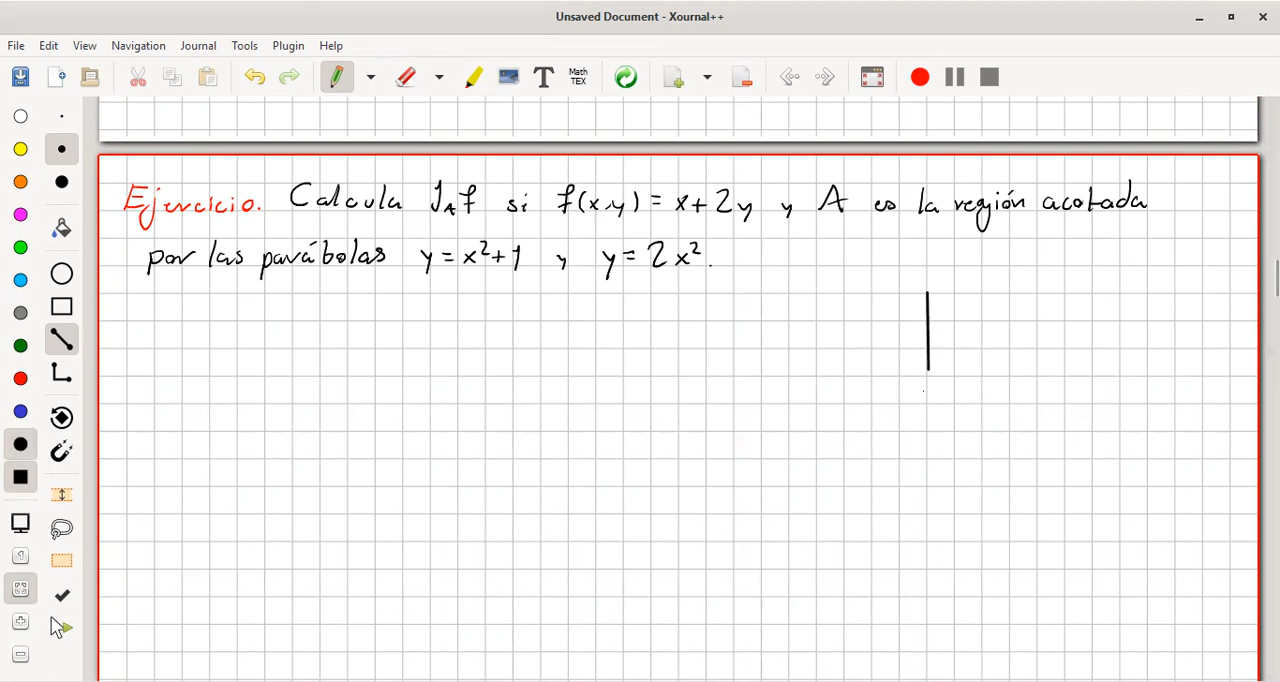 Unsaved Document - Xournal++
File Edit View Navigation Journal Tools Plugin Help
Math
TEX
Ejercicio. Calcula ∫_A f si f(x,y) = x+2y y A es la región acotada
por las parábolas y = x²+1 y y = 2x².